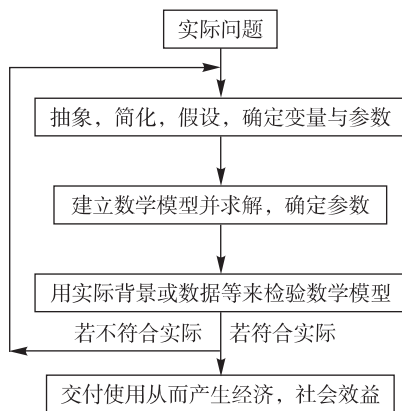 实际问题
抽象，简化，假设，确定变量与参数
建立数学模型并求解，确定参数
用实际背景或数据等来检验数学模型
若不符合实际 若符合实际
交付使用从而产生经济，社会效益